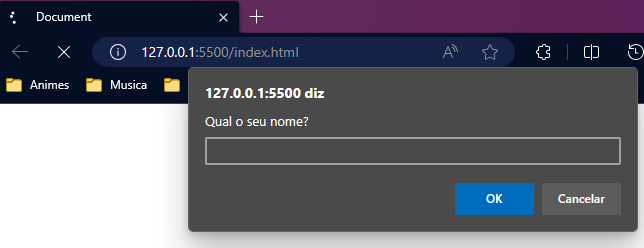 Document
127.0.0.1:5500/index.html
Animes
Musica
127.0.0.1:5500 diz
Qual o seu nome?
OK
Cancelar